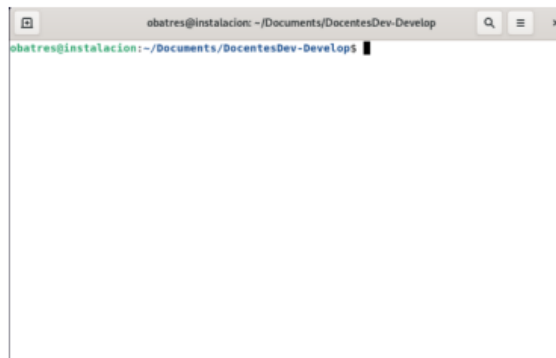 obatres@instalacion: ~/Documents/DocentesDev-Develop
obatres@instalacion:~/Documents/DocentesDev-Develop$